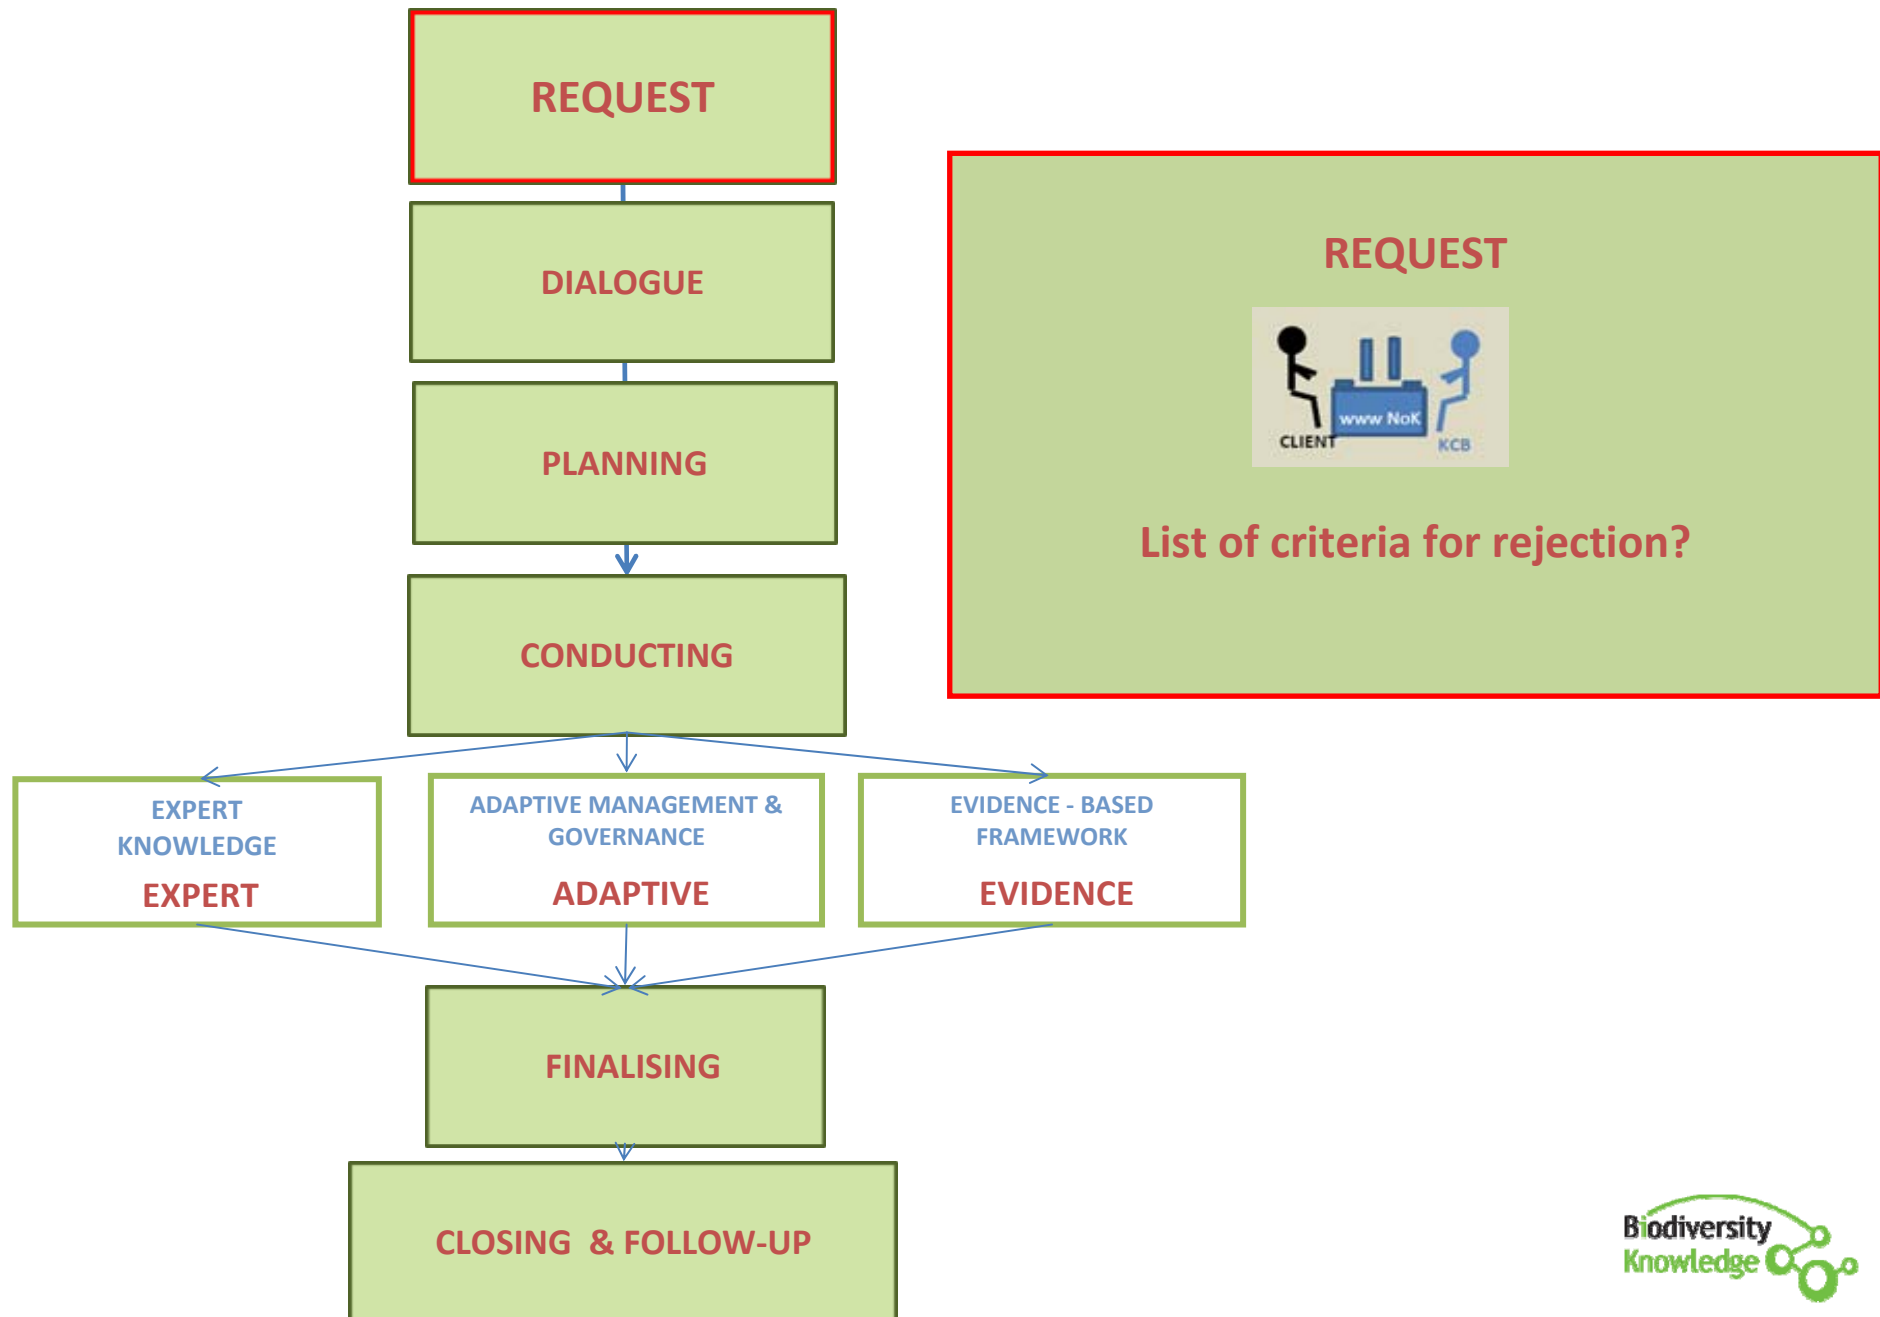 REQUEST
DIALOGUE
PLANNING
CONDUCTING
EXPERT
KNOWLEDGE
EXPERT
ADAPTIVE MANAGEMENT &
GOVERNANCE
ADAPTIVE
EVIDENCE - BASED
FRAMEWORK
EVIDENCE
FINALISING
CLOSING & FOLLOW-UP
REQUEST
www NoK
CLIENT
KCB
List of criteria for rejection?
Biodiversity
Knowledge